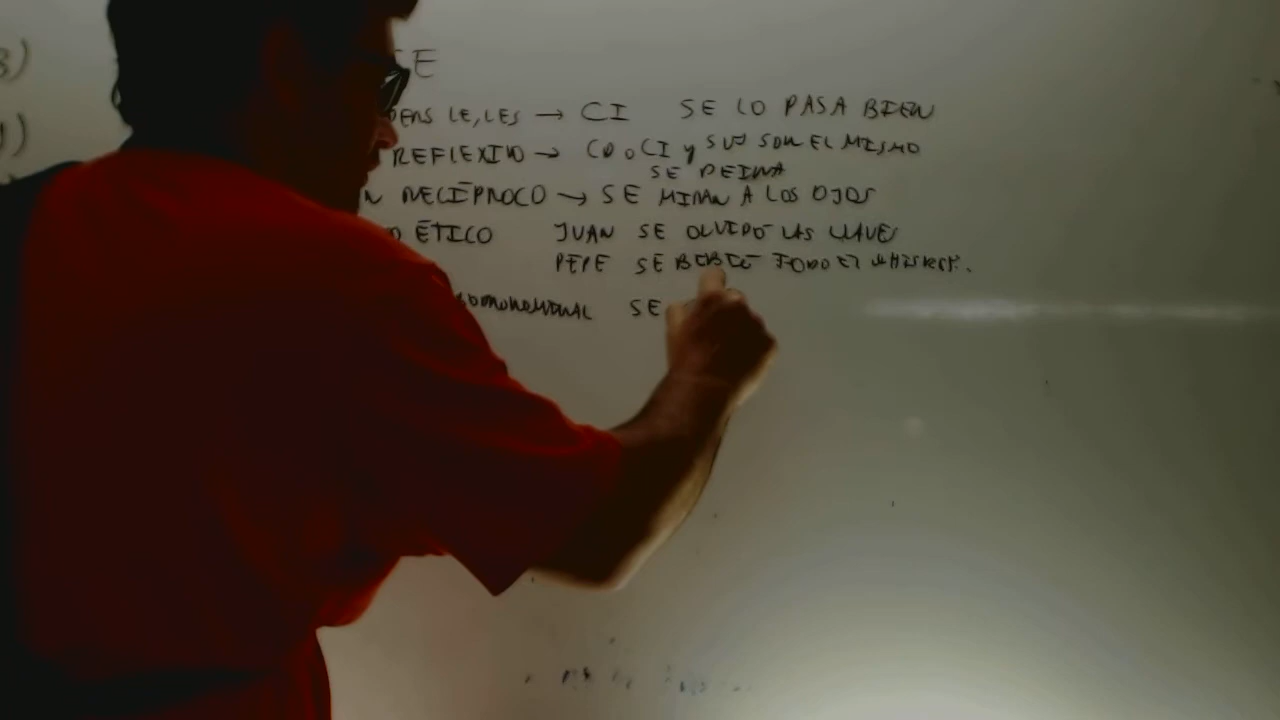 SE
LE, LES → CI SE LO PASA BIEN
REFLEXIVO → CD o CI y SUJ SON EL MISMO
SE PEINA
RECÍPROCO → SE MIRAN A LOS OJOS
ÉTICO JUAN SE OLVIDÓ LAS LLAVES
PEPE SE BEBIÓ TODO EL
SE